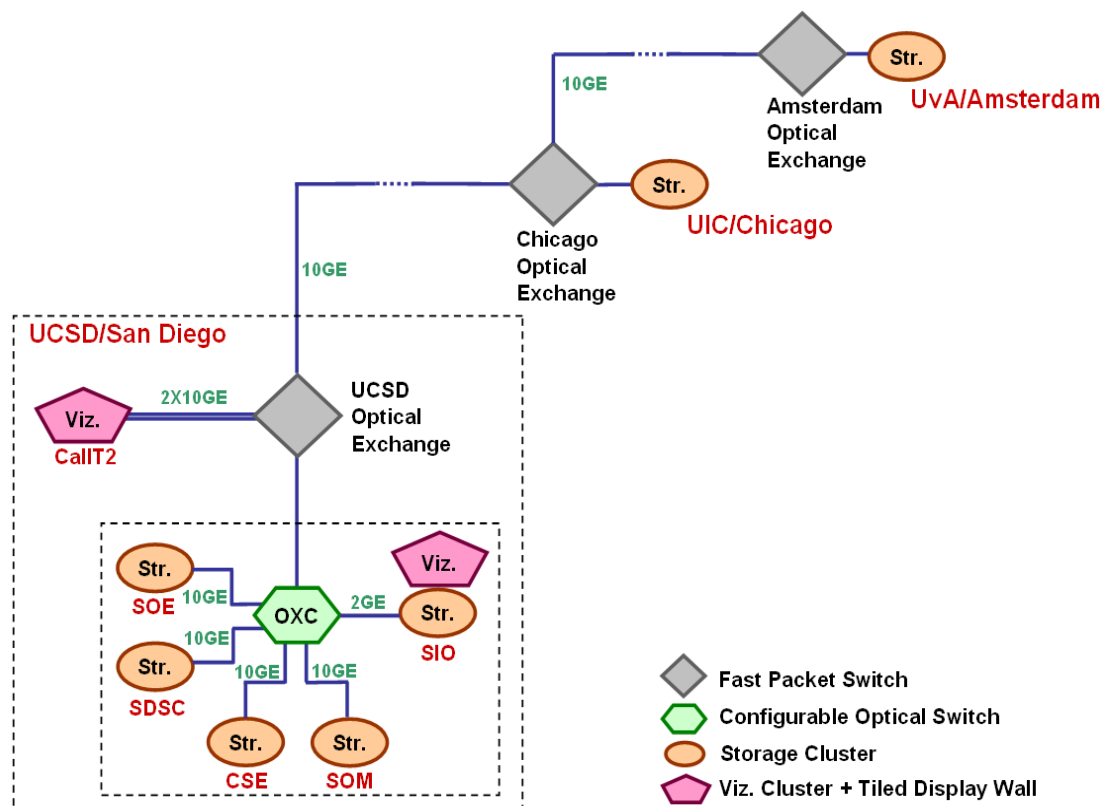 Str.
UvA/Amsterdam
10GE
Amsterdam
Optical
Exchange
Str.
UIC/Chicago
Chicago
Optical
Exchange
10GE
UCSD/San Diego
2X10GE
UCSD
Optical
Exchange
Viz.
CalIT2
Viz.
Str.
10GE
SOE
OXC
2GE
Str.
SIO
10GE
Str.
SDSC
10GE
10GE
Str.
Str.
CSE
SOM
Fast Packet Switch
Configurable Optical Switch
Storage Cluster
Viz. Cluster + Tiled Display Wall